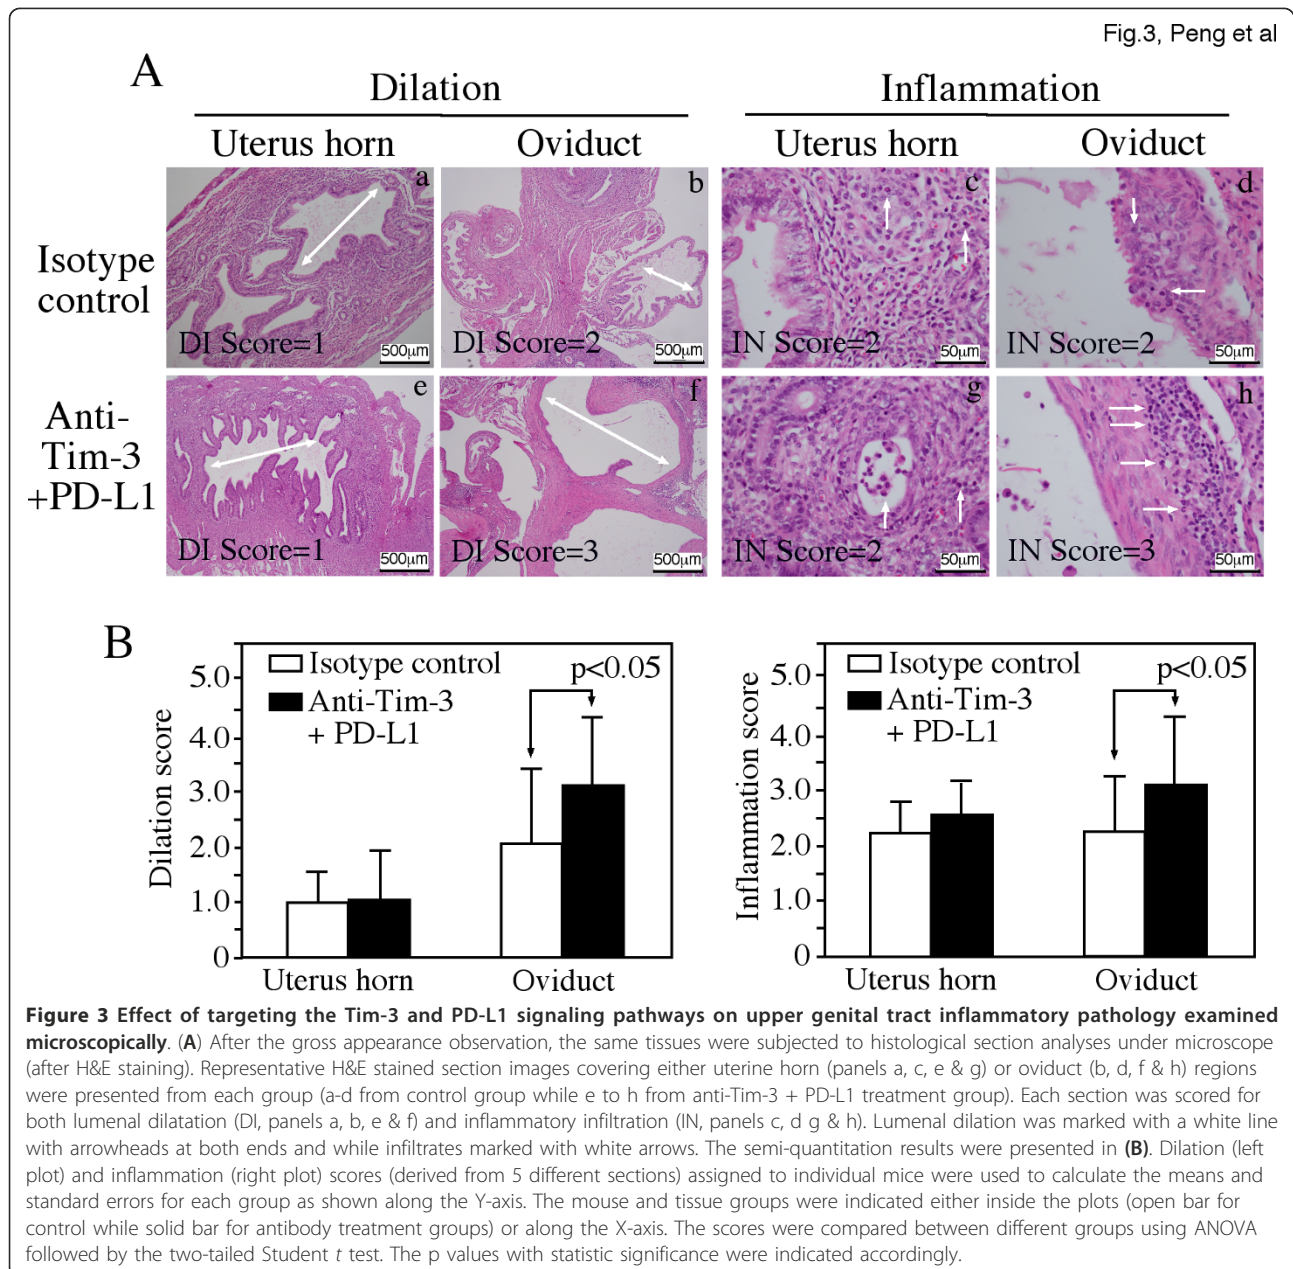 Fig.3, Peng et al
A
Dilation
Inflammation
Uterus horn
Oviduct
Uterus horn
Oviduct
Isotype
control
a
DI Score=1
500µm
b
DI Score=2
500µm
c
IN Score=2
50µm
d
IN Score=2
50µm
Anti-
Tim-3
+PD-L1
e
DI Score=1
500µm
f
DI Score=3
500µm
g
IN Score=2
50µm
h
IN Score=3
50µm
B
Dilation score
5.0
4.0
3.0
2.0
1.0
0
Isotype control
Anti-Tim-3
+ PD-L1
p<0.05
Uterus horn
Oviduct
Inflammation score
5.0
4.0
3.0
2.0
1.0
0
Isotype control
Anti-Tim-3
+ PD-L1
p<0.05
Uterus horn
Oviduct
Figure 3 Effect of targeting the Tim-3 and PD-L1 signaling pathways on upper genital tract inflammatory pathology examined
microscopically. (A) After the gross appearance observation, the same tissues were subjected to histological section analyses under microscope
(after H&E staining). Representative H&E stained section images covering either uterine horn (panels a, c, e & g) or oviduct (b, d, f & h) regions
were presented from each group (a-d from control group while e to h from anti-Tim-3 + PD-L1 treatment group). Each section was scored for
both lumenal dilatation (DI, panels a, b, e & f) and inflammatory infiltration (IN, panels c, d g & h). Lumenal dilation was marked with a white line
with arrowheads at both ends and while infiltrates marked with white arrows. The semi-quantitation results were presented in (B). Dilation (left
plot) and inflammation (right plot) scores (derived from 5 different sections) assigned to individual mice were used to calculate the means and
standard errors for each group as shown along the Y-axis. The mouse and tissue groups were indicated either inside the plots (open bar for
control while solid bar for antibody treatment groups) or along the X-axis. The scores were compared between different groups using ANOVA
followed by the two-tailed Student t test. The p values with statistic significance were indicated accordingly.